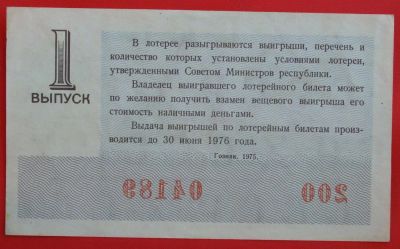 1
ВЫПУСК
В лотерее разыгрываются выигрыши, перечень и
количество которых установлены условиями лотереи,
утвержденными Советом Министров республики.
Владелец выигравшего лотерейного билета может
по желанию получить взамен вещевого выигрыша его
стоимость наличными деньгами.
Выдача выигрышей по лотерейным билетам произ-
водится до 30 июня 1976 года.
Гознак. 1975.
200 04189